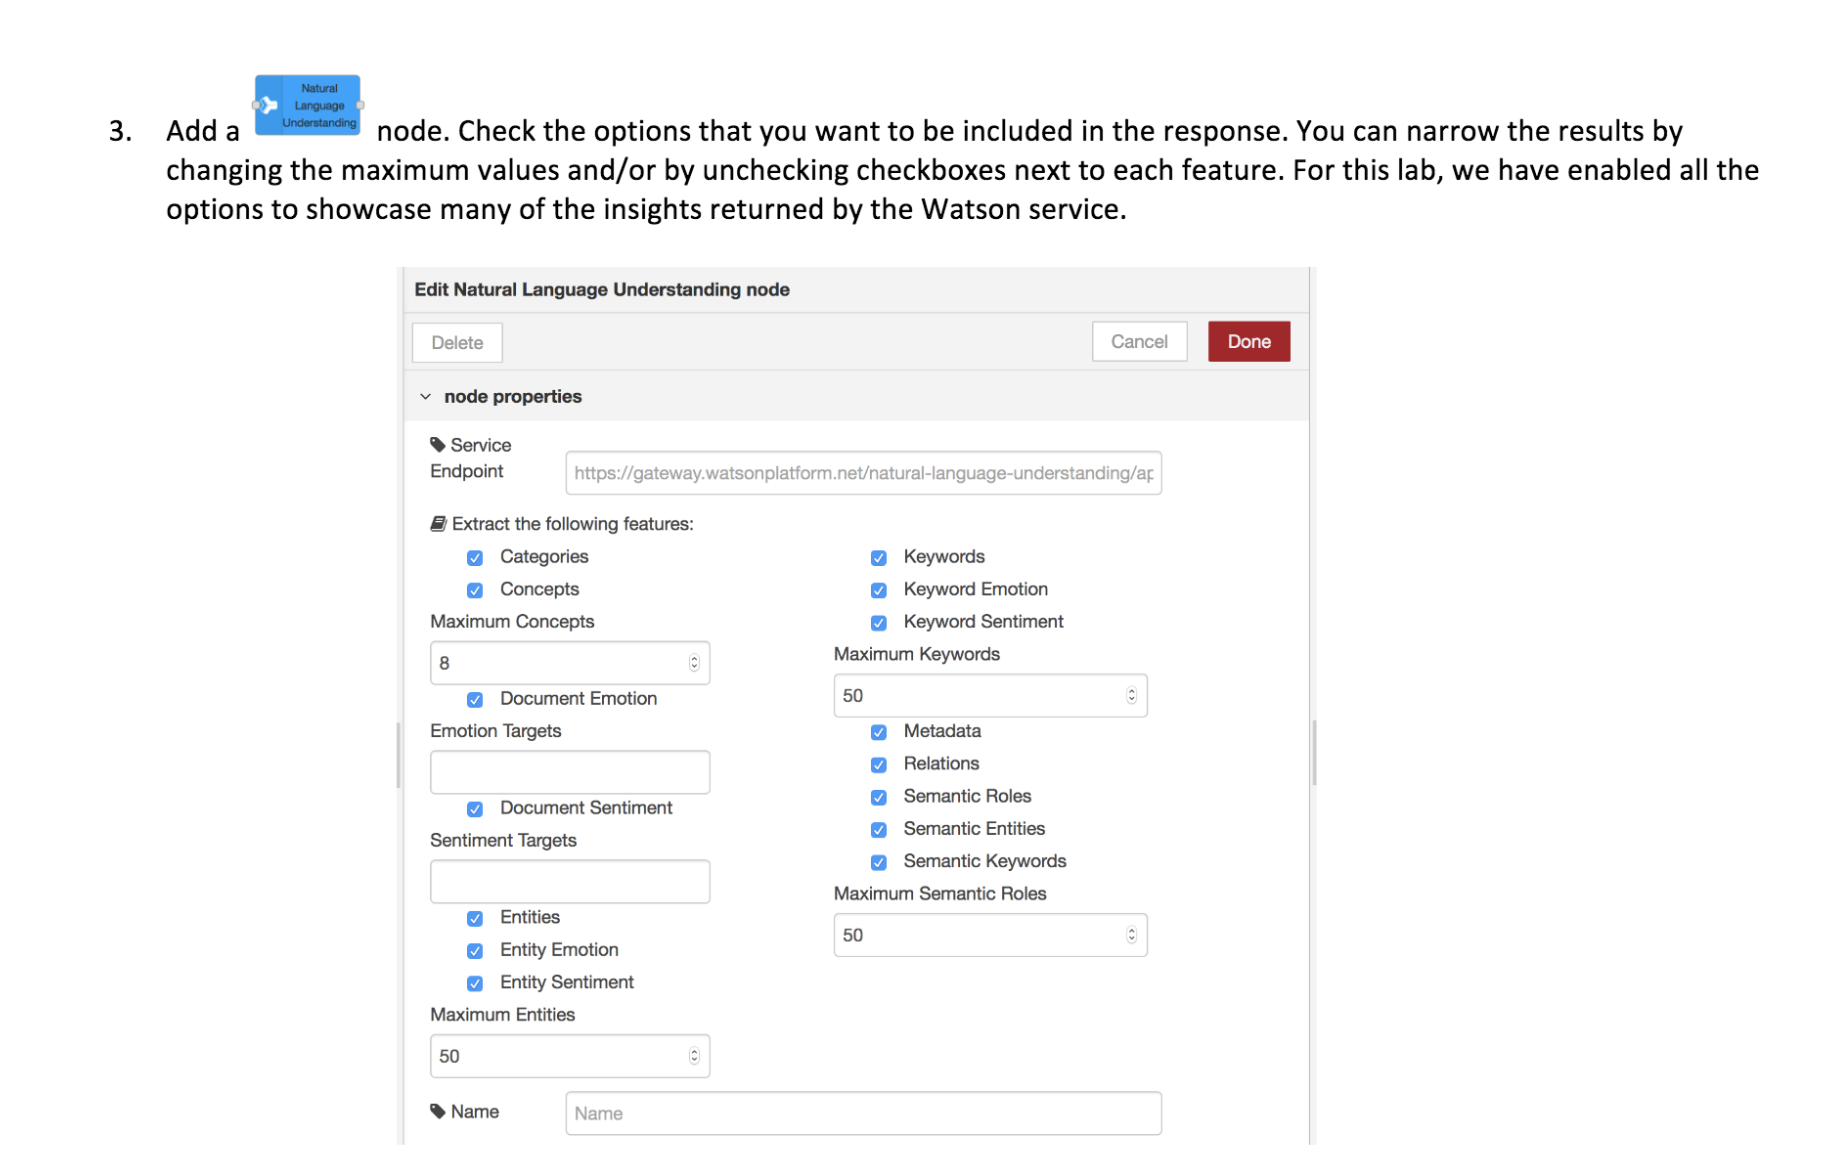 Natural
Language
Understanding
3. Add a node. Check the options that you want to be included in the response. You can narrow the results by
changing the maximum values and/or by unchecking checkboxes next to each feature. For this lab, we have enabled all the
options to showcase many of the insights returned by the Watson service.
Edit Natural Language Understanding node
Delete Cancel Done
node properties
Service
Endpoint
https://gateway.watsonplatform.net/natural-language-understanding/ap
Extract the following features:
Categories
Concepts
Maximum Concepts
8
Document Emotion
Emotion Targets
Document Sentiment
Sentiment Targets
Entities
Entity Emotion
Entity Sentiment
Maximum Entities
50
Keywords
Keyword Emotion
Keyword Sentiment
Maximum Keywords
50
Metadata
Relations
Semantic Roles
Semantic Entities
Semantic Keywords
Maximum Semantic Roles
50
Name Name